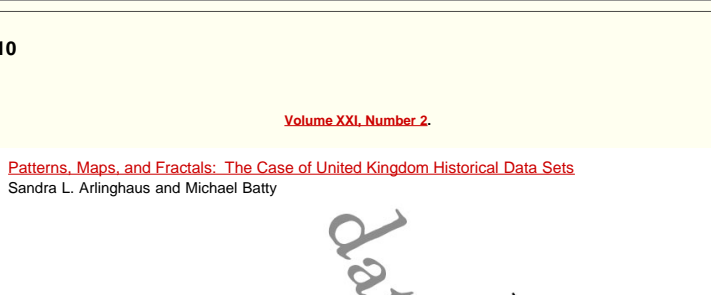 10
Volume XXI, Number 2.
Patterns, Maps, and Fractals: The Case of United Kingdom Historical Data Sets
Sandra L. Arlinghaus and Michael Batty